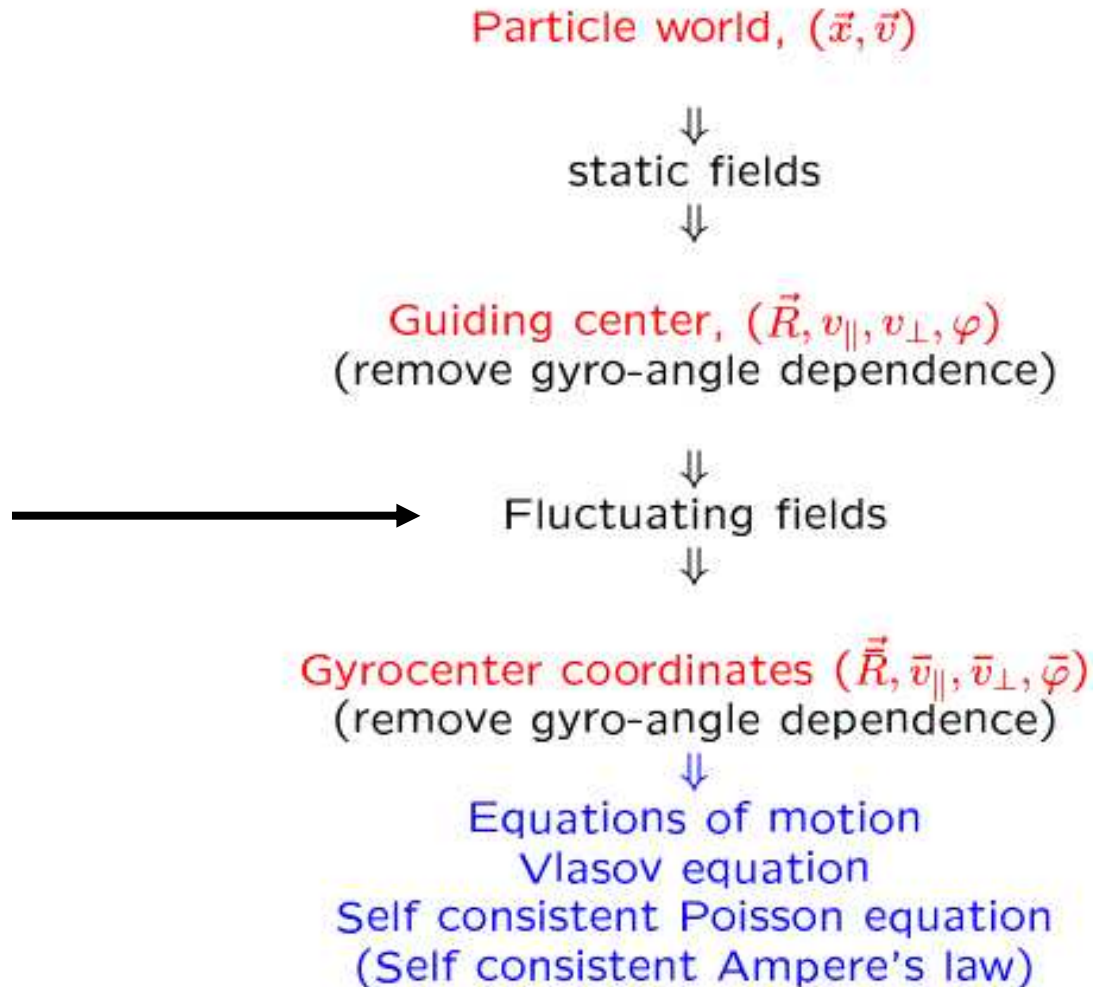 Particle world, (x⃗, v⃗)
⇓
static fields
⇓
Guiding center, (R⃗, v∥, v⊥, φ)
(remove gyro-angle dependence)
⇓
Fluctuating fields
⇓
Gyrocenter coordinates (R̄⃗, v̄∥, v̄⊥, φ̄)
(remove gyro-angle dependence)
⇓
Equations of motion
Vlasov equation
Self consistent Poisson equation
(Self consistent Ampere's law)